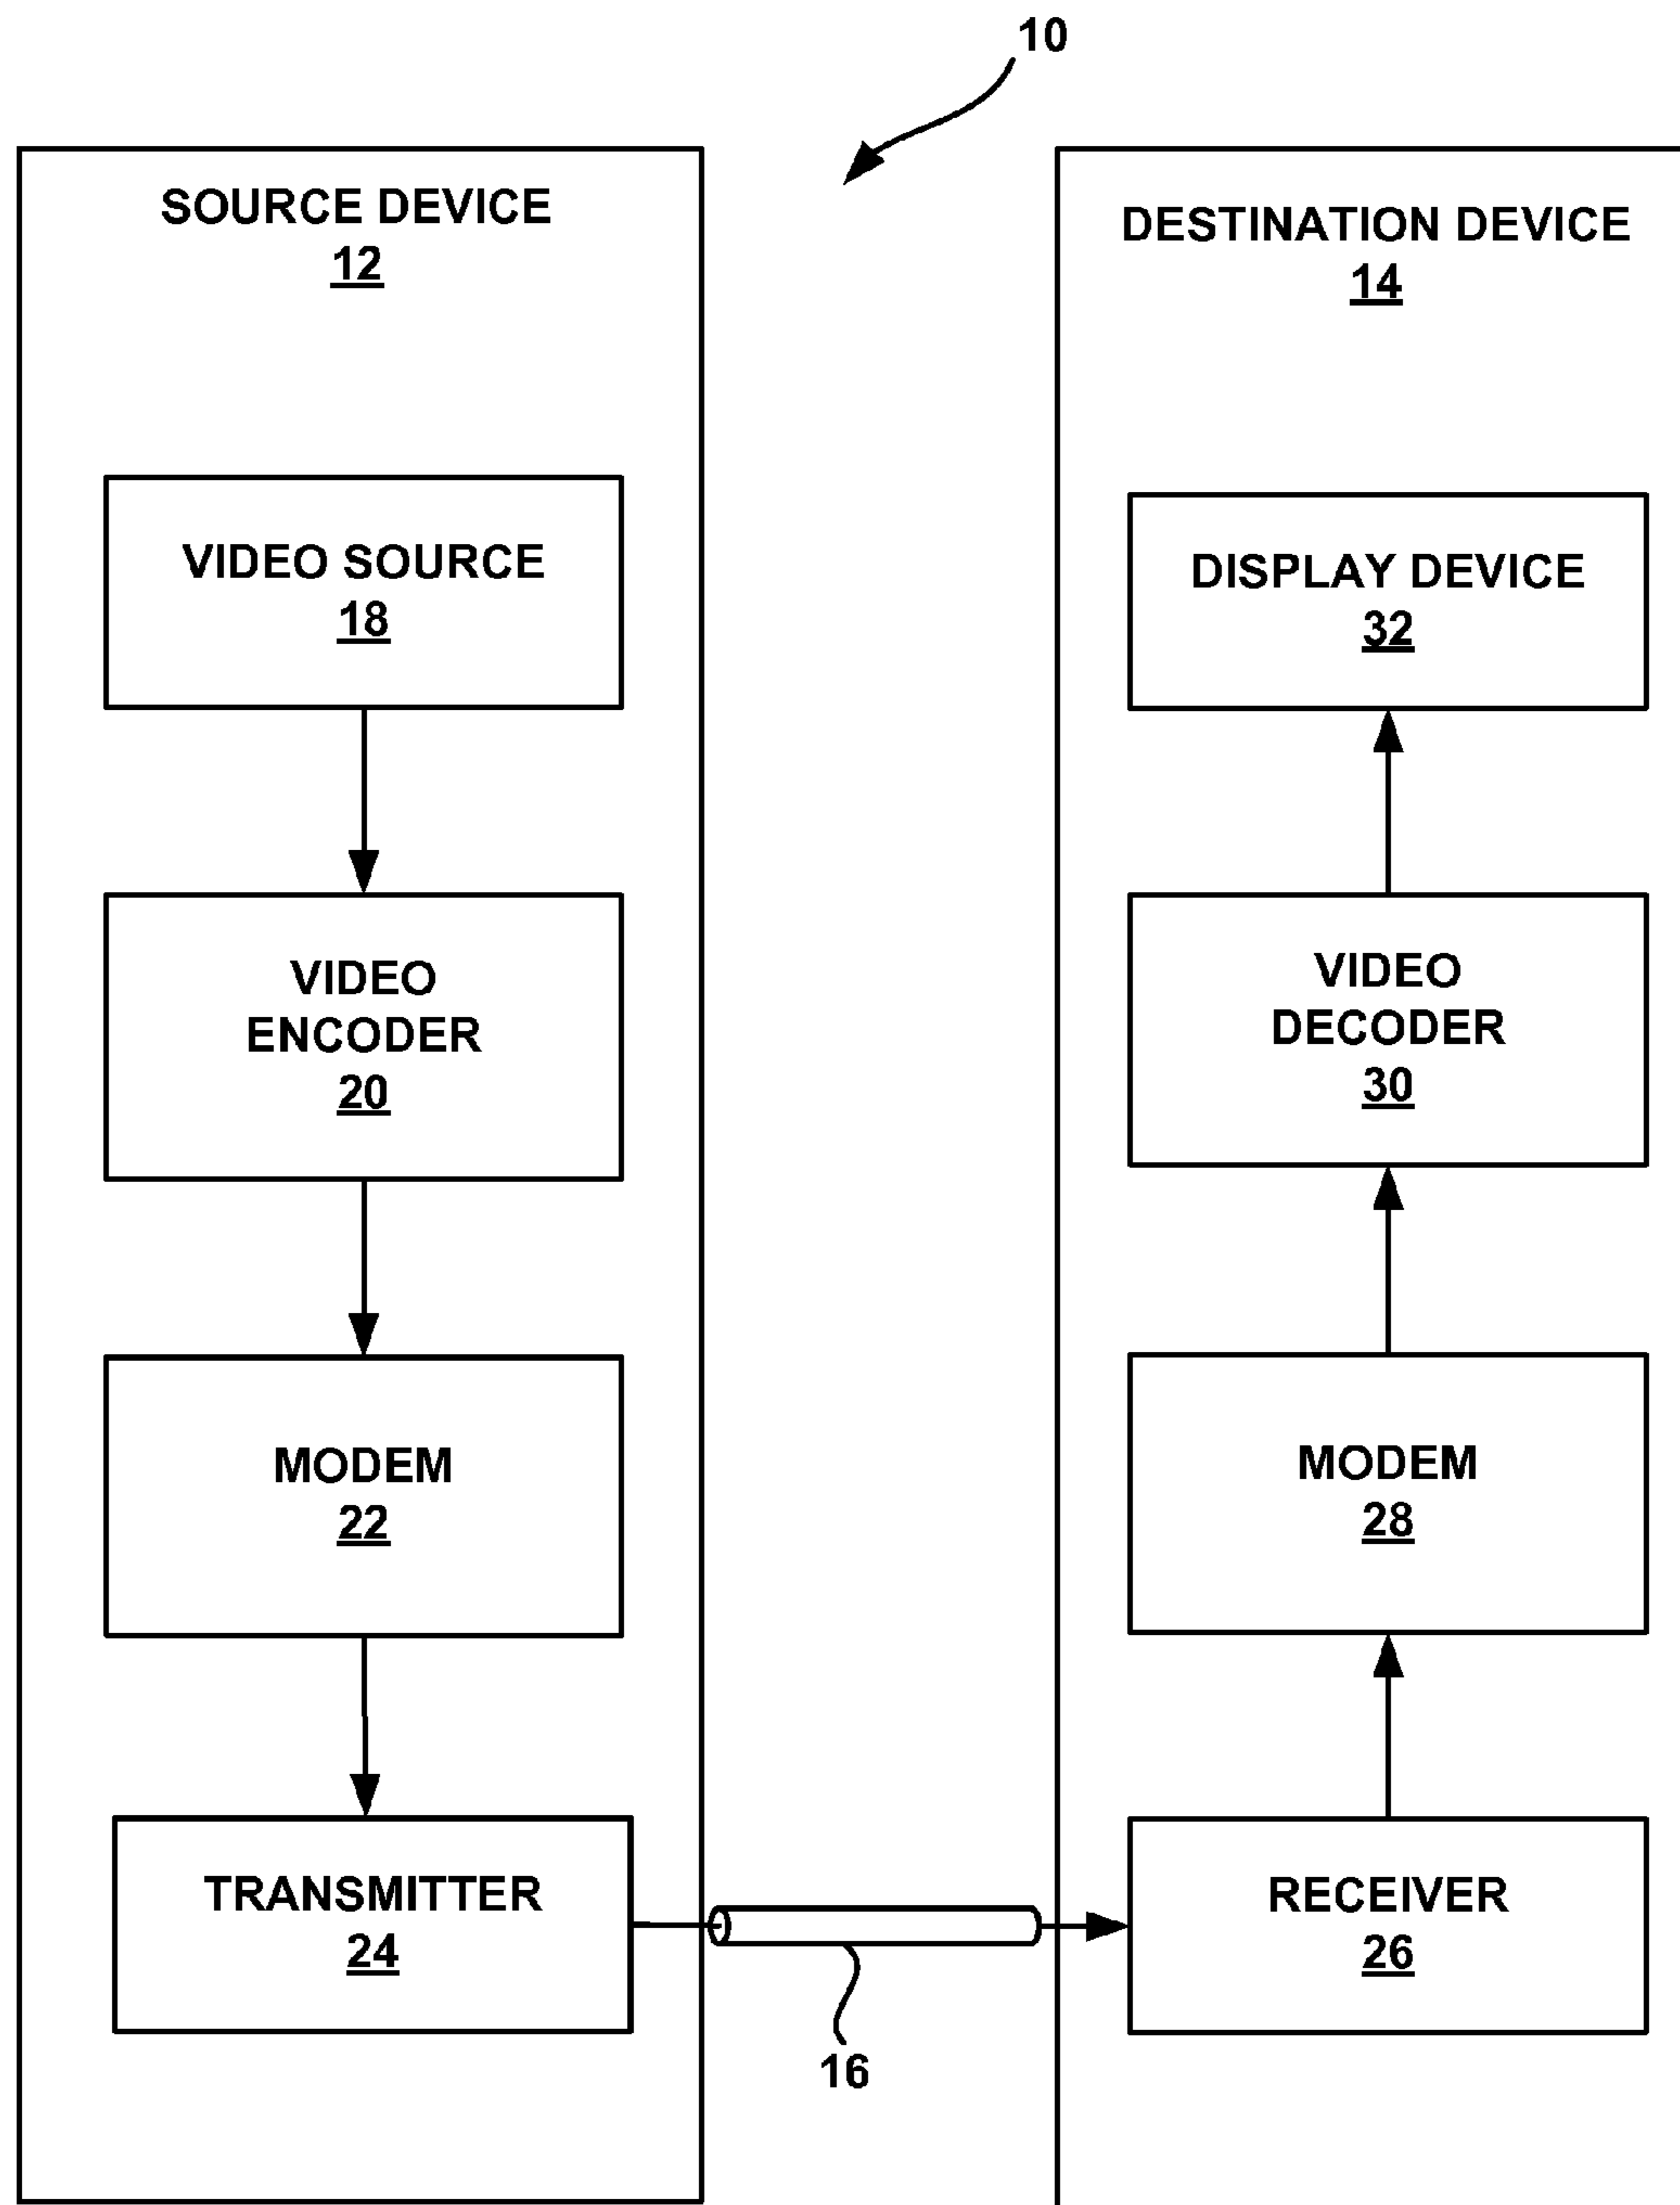 10
SOURCE DEVICE
12
VIDEO SOURCE
18
VIDEO
ENCODER
20
MODEM
22
TRANSMITTER
24
16
DESTINATION DEVICE
14
DISPLAY DEVICE
32
VIDEO
DECODER
30
MODEM
28
RECEIVER
26